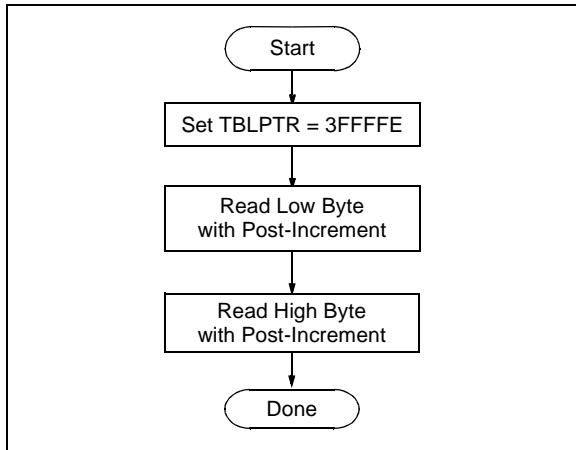 Start
Set TBLPTR = 3FFFFE
Read Low Byte
with Post-Increment
Read High Byte
with Post-Increment
Done